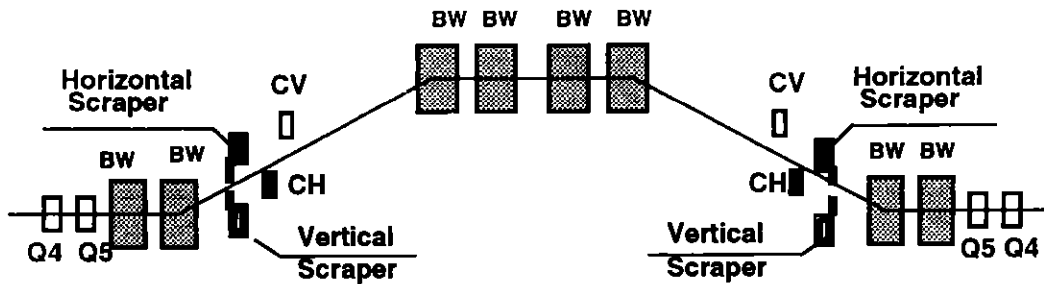 BW BW BW BW
Horizontal
Scraper
CV
CV
Horizontal
Scraper
BW BW
CH
CH
BW BW
Q4 Q5
Vertical
Scraper
Vertical
Scraper
Q5 Q4